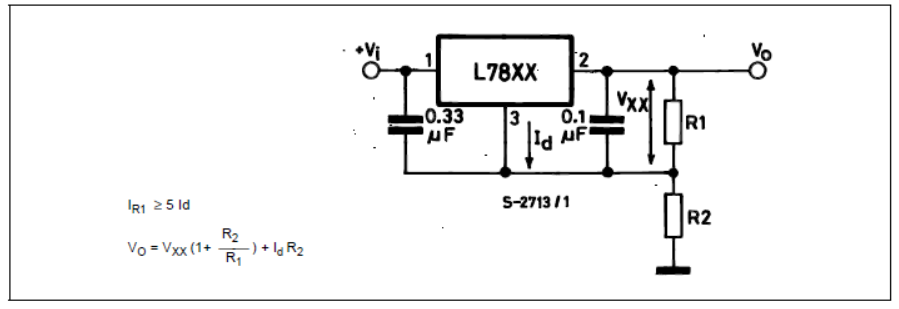 +Vi
1
L78XX
2
Vo
0.33
µF
3
Id
0.1
µF
VXX
R1
S-2713/1
R2
IR1 ≥ 5 Id
VO = VXX (1+ R2/R1) + Id R2